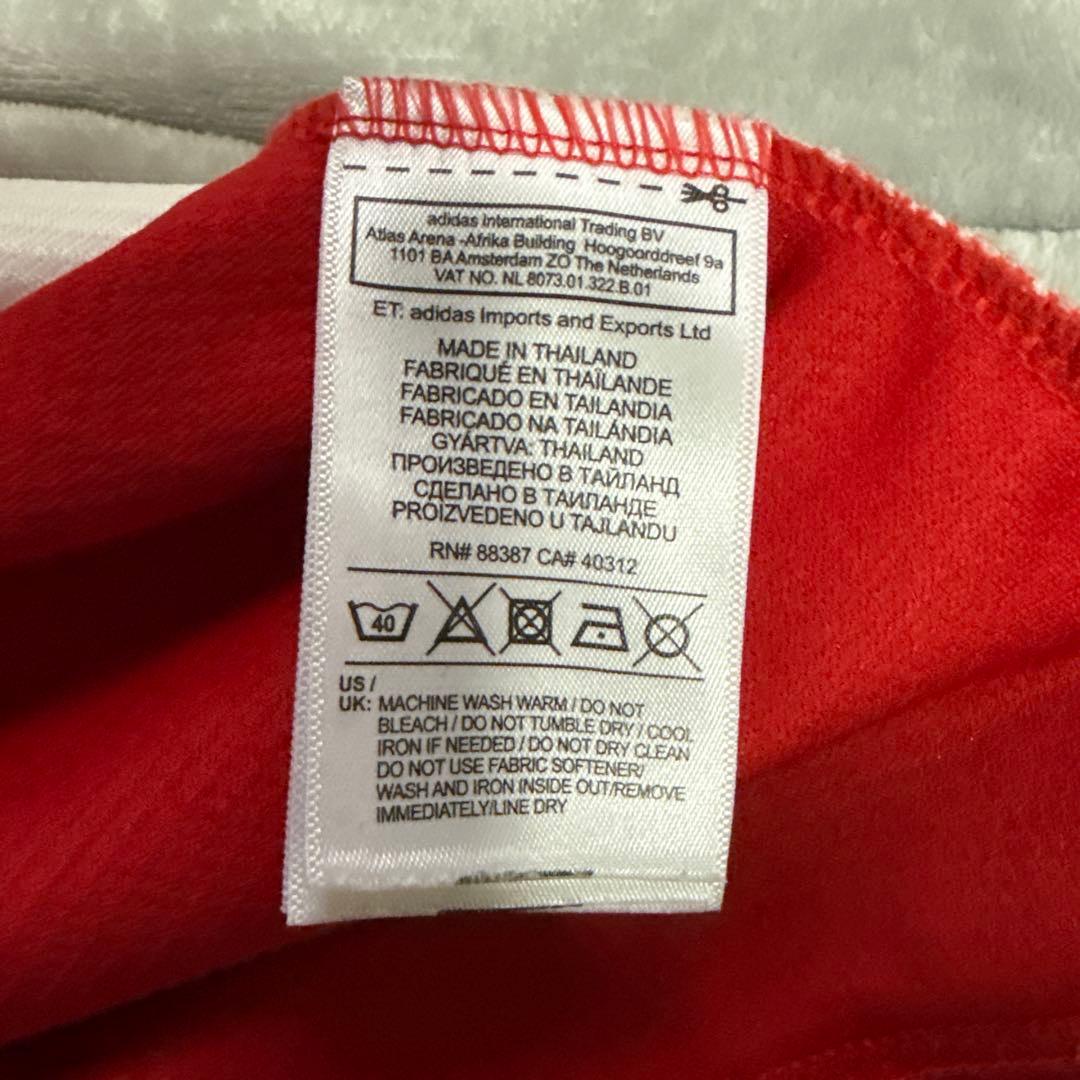 adidas International Trading BV
Atlas Arena -Afrika Building Hoogoorddreef 9a
1101 BA Amsterdam ZO The Netherlands
VAT NO. NL 8073.01.322.B.01
ET: adidas Imports and Exports Ltd
MADE IN THAILAND
FABRIQUÉ EN THAÏLANDE
FABRICADO EN TAILANDIA
FABRICADO NA TAILÂNDIA
GYÁRTVA: THAILAND
ПРОИЗВЕДЕНО В ТАЙЛАНД
СДЕЛАНО В ТАИЛАНДЕ
PROIZVEDENO U TAJLANDU
RN# 88387 CA# 40312
40
US /
UK: MACHINE WASH WARM / DO NOT
BLEACH / DO NOT TUMBLE DRY / COOL
IRON IF NEEDED / DO NOT DRY CLEAN
DO NOT USE FABRIC SOFTENER/
WASH AND IRON INSIDE OUT/REMOVE
IMMEDIATELY/LINE DRY